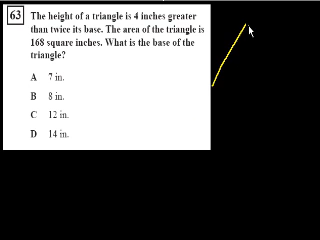 63 The height of a triangle is 4 inches greater
than twice its base. The area of the triangle is
168 square inches. What is the base of the
triangle?
A 7 in.
B 8 in.
C 12 in.
D 14 in.